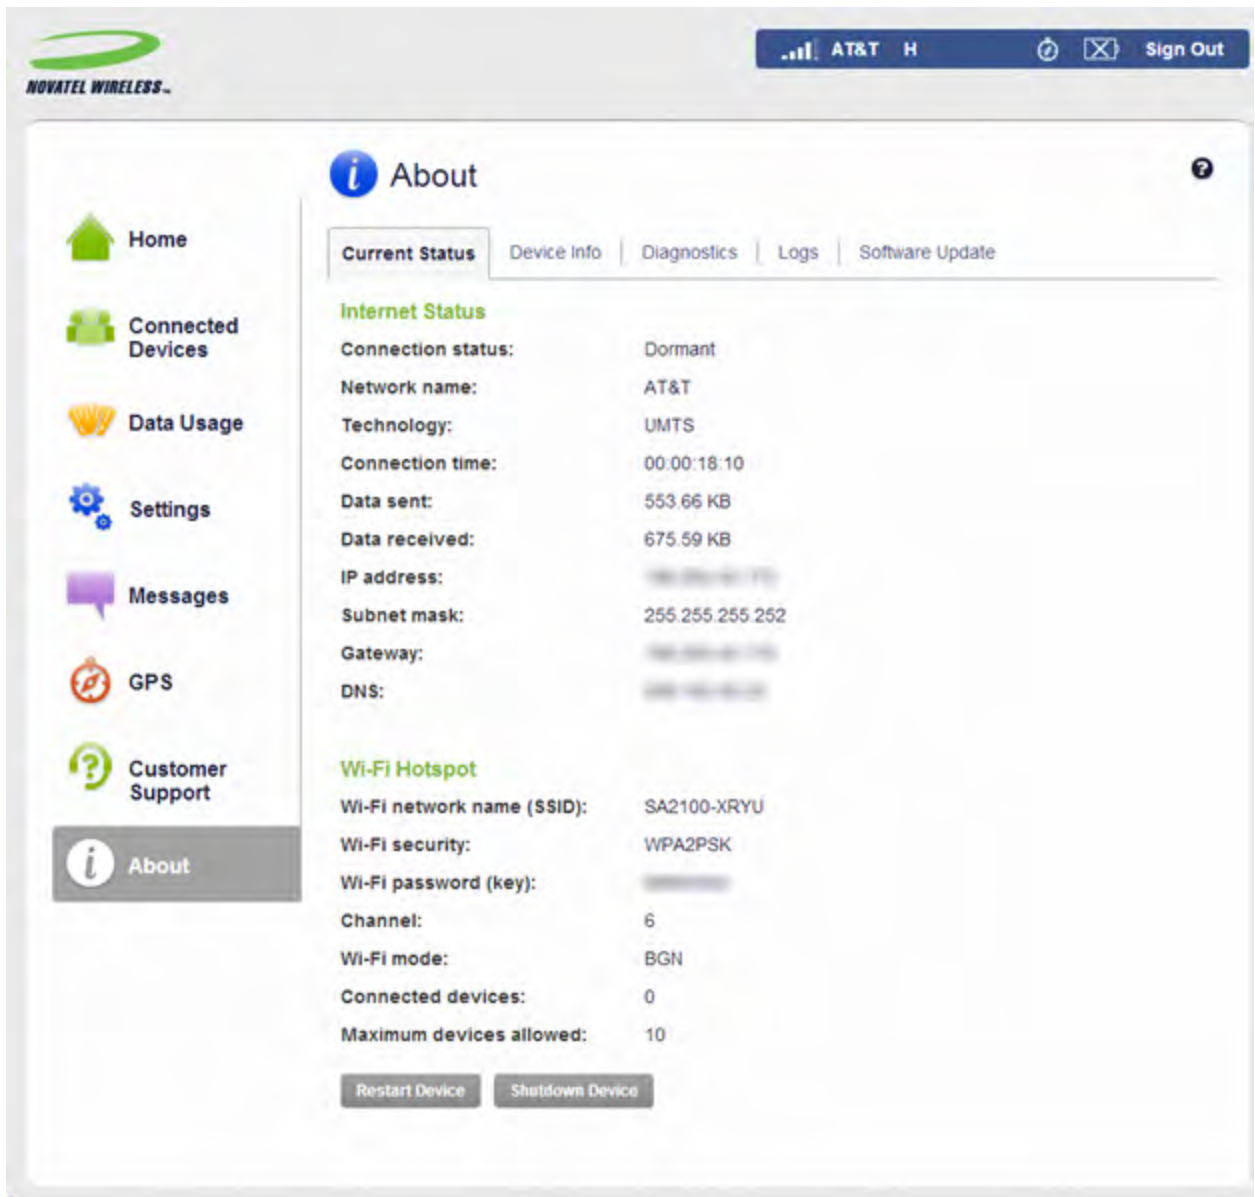 NOVATEL WIRELESS™
AT&T H Sign Out
About
Home
Connected
Devices
Data Usage
Settings
Messages
GPS
Customer
Support
About
Current Status Device Info Diagnostics Logs Software Update
Internet Status
Connection status: Dormant
Network name: AT&T
Technology: UMTS
Connection time: 00:00:18:10
Data sent: 553.66 KB
Data received: 675.59 KB
IP address:
Subnet mask: 255.255.255.252
Gateway:
DNS:
Wi-Fi Hotspot
Wi-Fi network name (SSID): SA2100-XRYU
Wi-Fi security: WPA2PSK
Wi-Fi password (key):
Channel: 6
Wi-Fi mode: BGN
Connected devices: 0
Maximum devices allowed: 10
Restart Device Shutdown Device